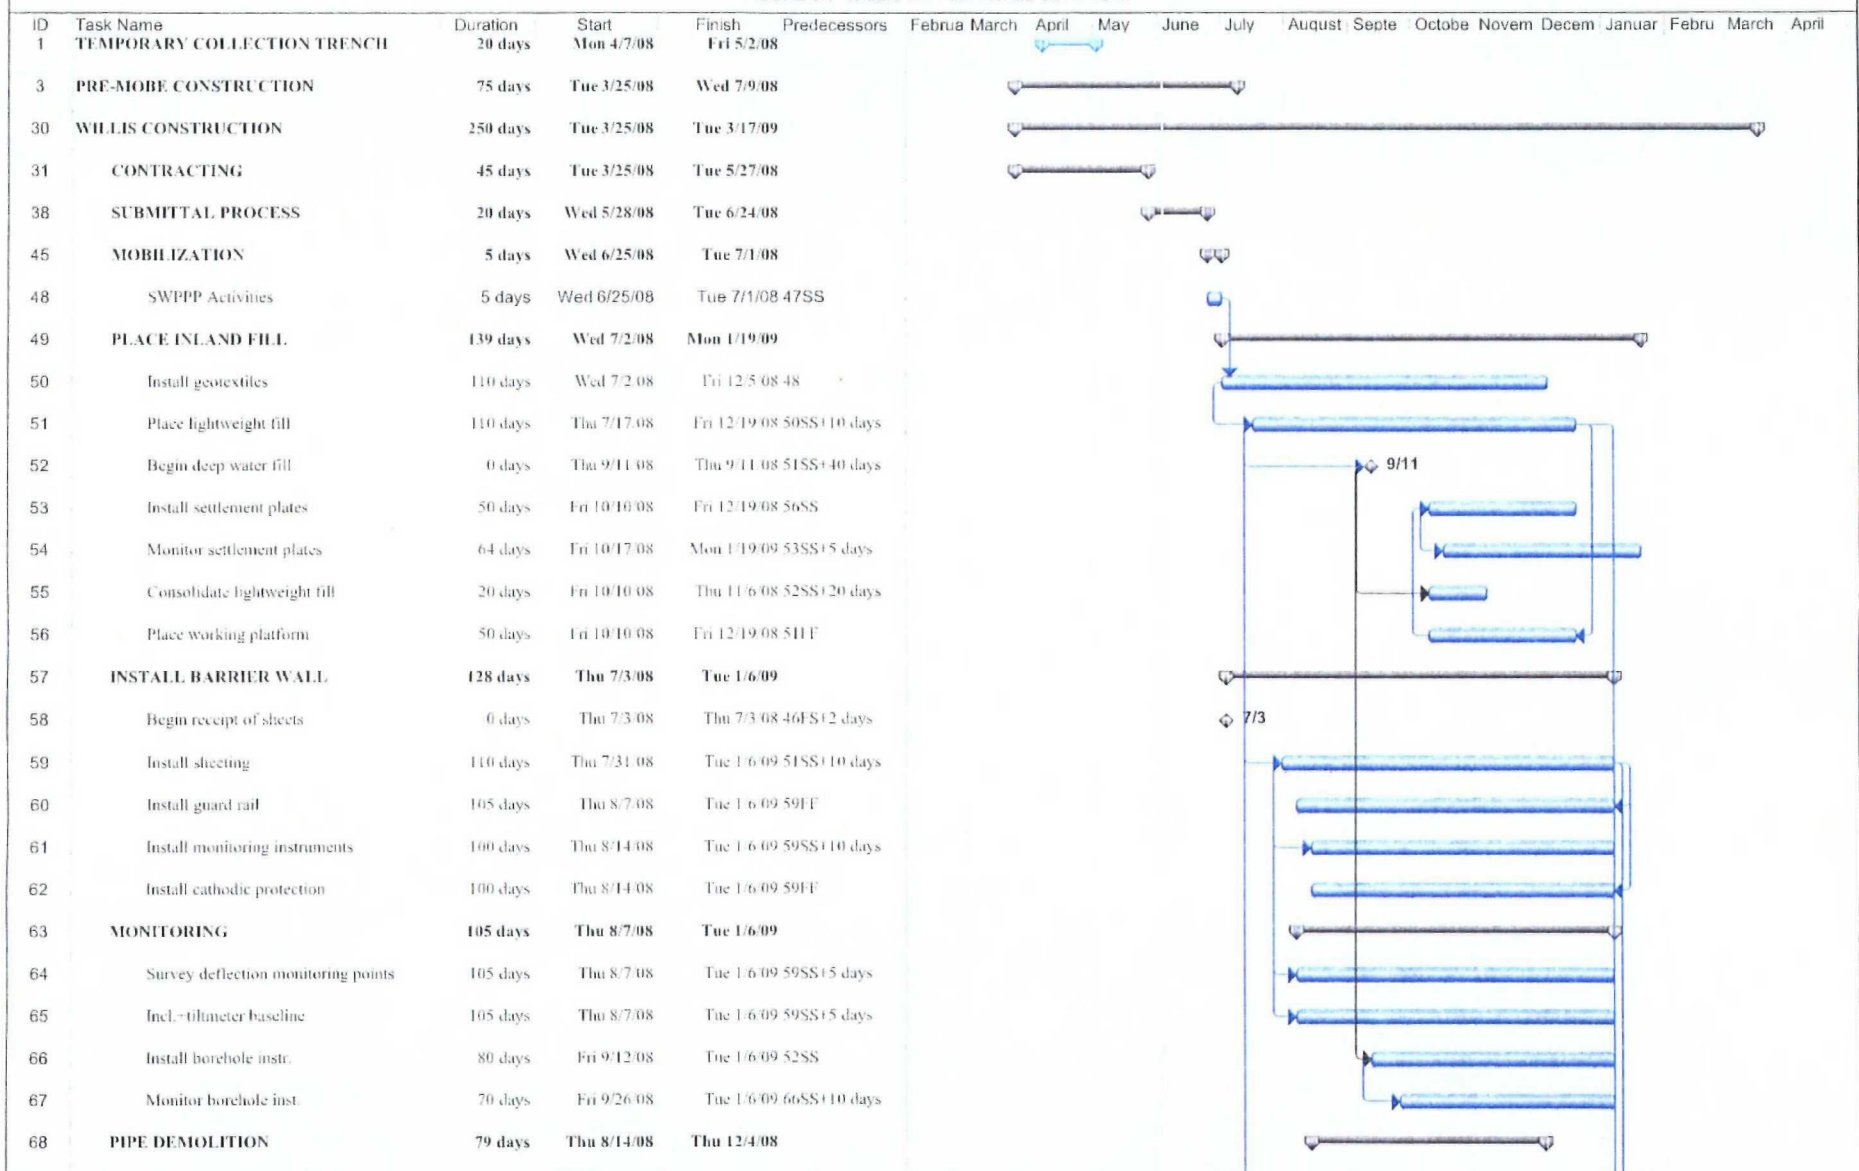 ID Task Name Duration Start Finish Predecessors Februa March April May June July August Septe Octobe Novem Decem Januar Febru March April
1 TEMPORARY COLLECTION TRENCH 20 days Mon 4/7/08 Fri 5/2/08
3 PRE-MOBE CONSTRUCTION 75 days Tue 3/25/08 Wed 7/9/08
30 WILLIS CONSTRUCTION 250 days Tue 3/25/08 Tue 3/17/09
31 CONTRACTING 45 days Tue 3/25/08 Tue 5/27/08
38 SUBMITTAL PROCESS 20 days Wed 5/28/08 Tue 6/24/08
45 MOBILIZATION 5 days Wed 6/25/08 Tue 7/1/08
48 SWPPP Activities 5 days Wed 6/25/08 Tue 7/1/08 47SS
49 PLACE INLAND FILL 139 days Wed 7/2/08 Mon 1/19/09
50 Install geotextiles 110 days Wed 7/2/08 Fri 12/5/08 48
51 Place lightweight fill 110 days Thu 7/17/08 Fri 12/19/08 50SS+10 days
52 Begin deep water fill 0 days Thu 9/11/08 Thu 9/11/08 51SS+40 days 9/11
53 Install settlement plates 50 days Fri 10/10/08 Fri 12/19/08 56SS
54 Monitor settlement plates 64 days Fri 10/17/08 Mon 1/19/09 53SS+5 days
55 Consolidate lightweight fill 20 days Fri 10/10/08 Thu 11/6/08 52SS+20 days
56 Place working platform 50 days Fri 10/10/08 Fri 12/19/08 51FF
57 INSTALL BARRIER WALL 128 days Thu 7/3/08 Tue 1/6/09
58 Begin receipt of sheets 0 days Thu 7/3/08 Thu 7/3/08 46FS+2 days 7/3
59 Install sheeting 110 days Thu 7/31/08 Tue 1/6/09 51SS+10 days
60 Install guard rail 105 days Thu 8/7/08 Tue 1/6/09 59FF
61 Install monitoring instruments 100 days Thu 8/14/08 Tue 1/6/09 59SS+10 days
62 Install cathodic protection 100 days Thu 8/14/08 Tue 1/6/09 59FF
63 MONITORING 105 days Thu 8/7/08 Tue 1/6/09
64 Survey deflection monitoring points 105 days Thu 8/7/08 Tue 1/6/09 59SS+5 days
65 Incl.-tiltmeter baseline 105 days Thu 8/7/08 Tue 1/6/09 59SS+5 days
66 Install borehole instr. 80 days Fri 9/12/08 Tue 1/6/09 52SS
67 Monitor borehole inst. 70 days Fri 9/26/08 Tue 1/6/09 66SS+10 days
68 PIPE DEMOLITION 79 days Thu 8/14/08 Thu 12/4/08